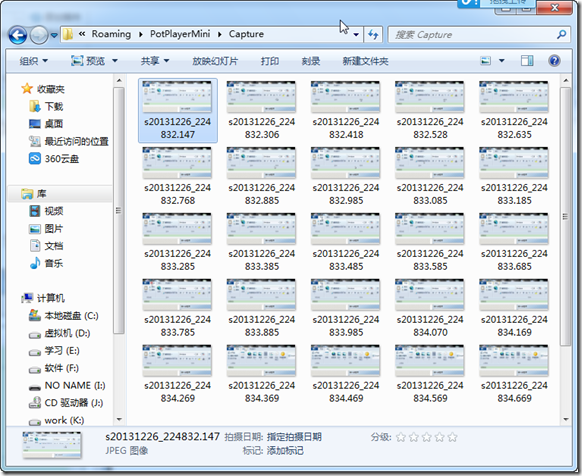 拖拽上传
« Roaming ▸ PotPlayerMini ▸ Capture
搜索 Capture
组织 预览 共享 放映幻灯片 打印 刻录 新建文件夹
收藏夹
下载
桌面
最近访问的位置
360云盘
库
视频
图片
文档
音乐
计算机
本地磁盘 (C:)
虚拟机 (D:)
学习 (E:)
软件 (F:)
NO NAME (I:)
CD 驱动器 (J:)
work (K:)
s20131226_224832.147 s20131226_224832.306 s20131226_224832.418 s20131226_224832.528 s20131226_224832.635
s20131226_224832.768 s20131226_224832.885 s20131226_224832.985 s20131226_224833.085 s20131226_224833.185
s20131226_224833.285 s20131226_224833.385 s20131226_224833.485 s20131226_224833.585 s20131226_224833.685
s20131226_224833.785 s20131226_224833.885 s20131226_224833.985 s20131226_224834.070 s20131226_224834.169
s20131226_224834.269 s20131226_224834.369 s20131226_224834.469 s20131226_224834.569 s20131226_224834.669
s20131226_224832.147 拍摄日期: 指定拍摄日期 分级:
JPEG 图像 标记: 添加标记